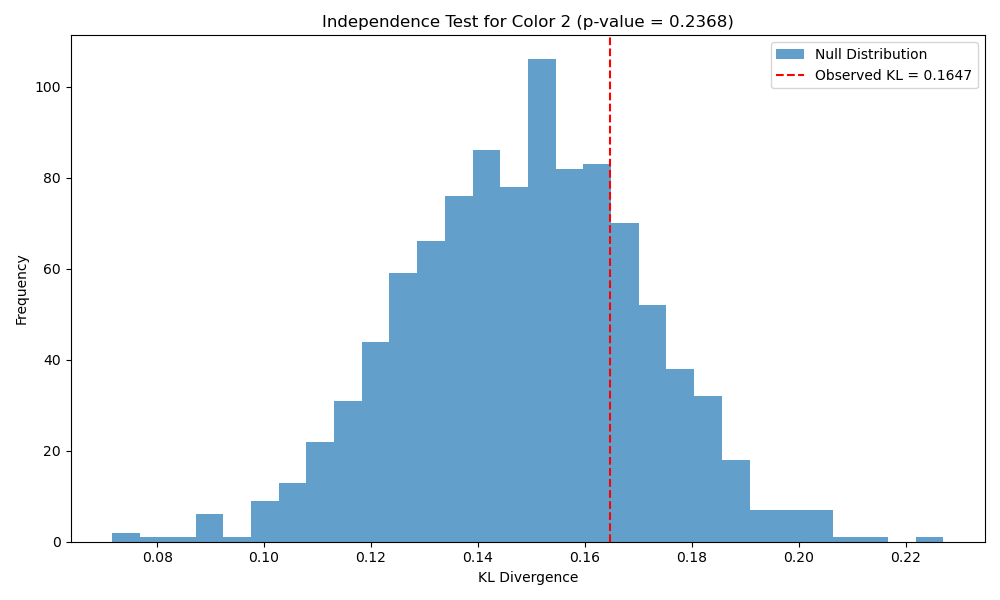 Independence Test for Color 2 (p-value = 0.2368)
Null Distribution
Observed KL = 0.1647
Frequency
100
80
60
40
20
0
0.08 0.10 0.12 0.14 0.16 0.18 0.20 0.22
KL Divergence